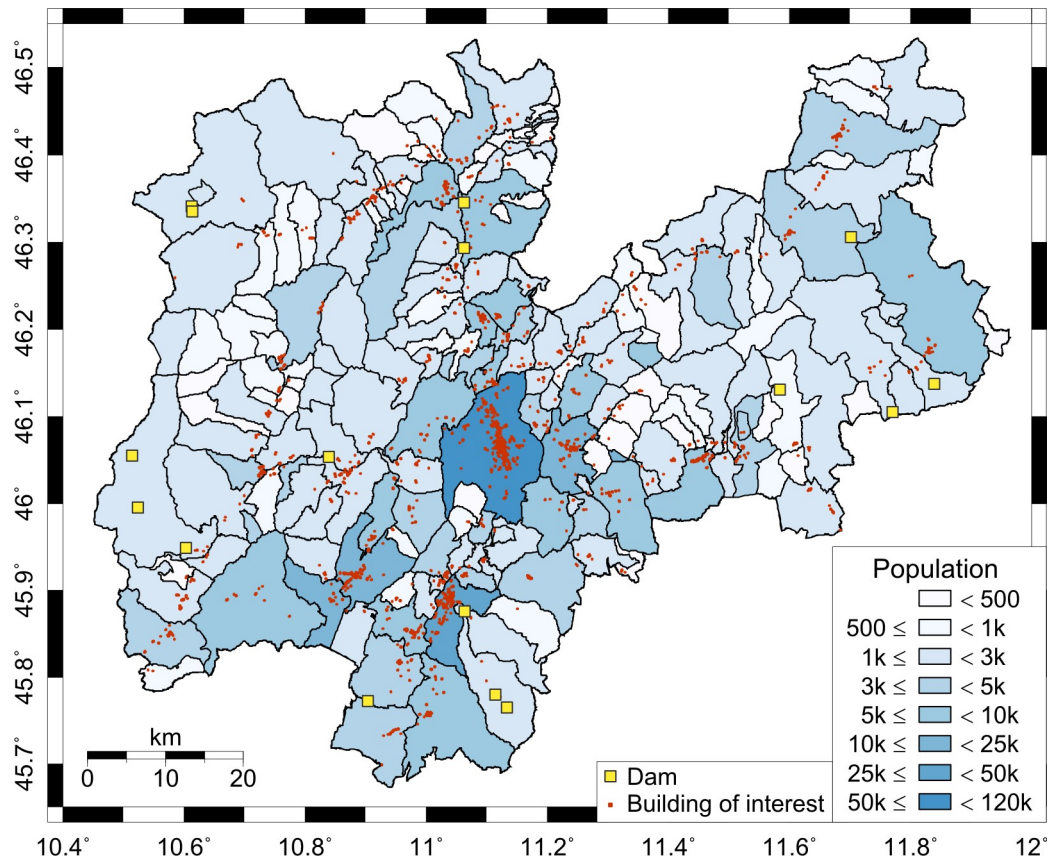 46.5°
46.4°
46.3°
46.2°
46.1°
46°
45.9°
45.8°
45.7°
km
0 10 20
Dam
Building of interest
Population
< 500
500 ≤ < 1k
1k ≤ < 3k
3k ≤ < 5k
5k ≤ < 10k
10k ≤ < 25k
25k ≤ < 50k
50k ≤ < 120k
10.4° 10.6° 10.8° 11° 11.2° 11.4° 11.6° 11.8° 12°